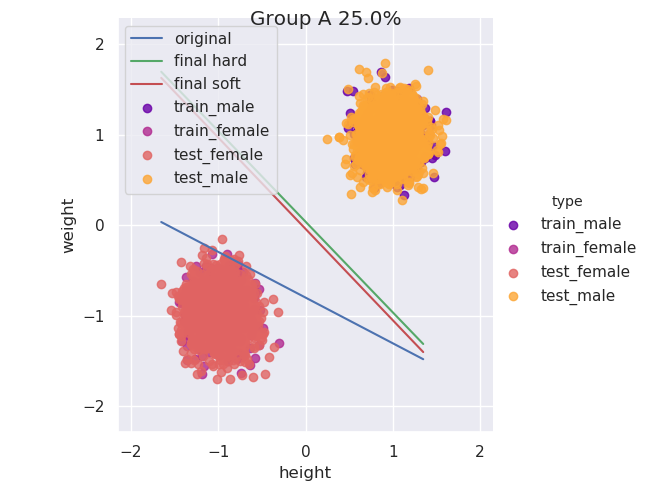 Group A 25.0%
original
final hard
final soft
train_male
train_female
test_female
test_male
weight
2
1
0
−1
−2
−2
−1
0
1
2
height
type
train_male
train_female
test_female
test_male